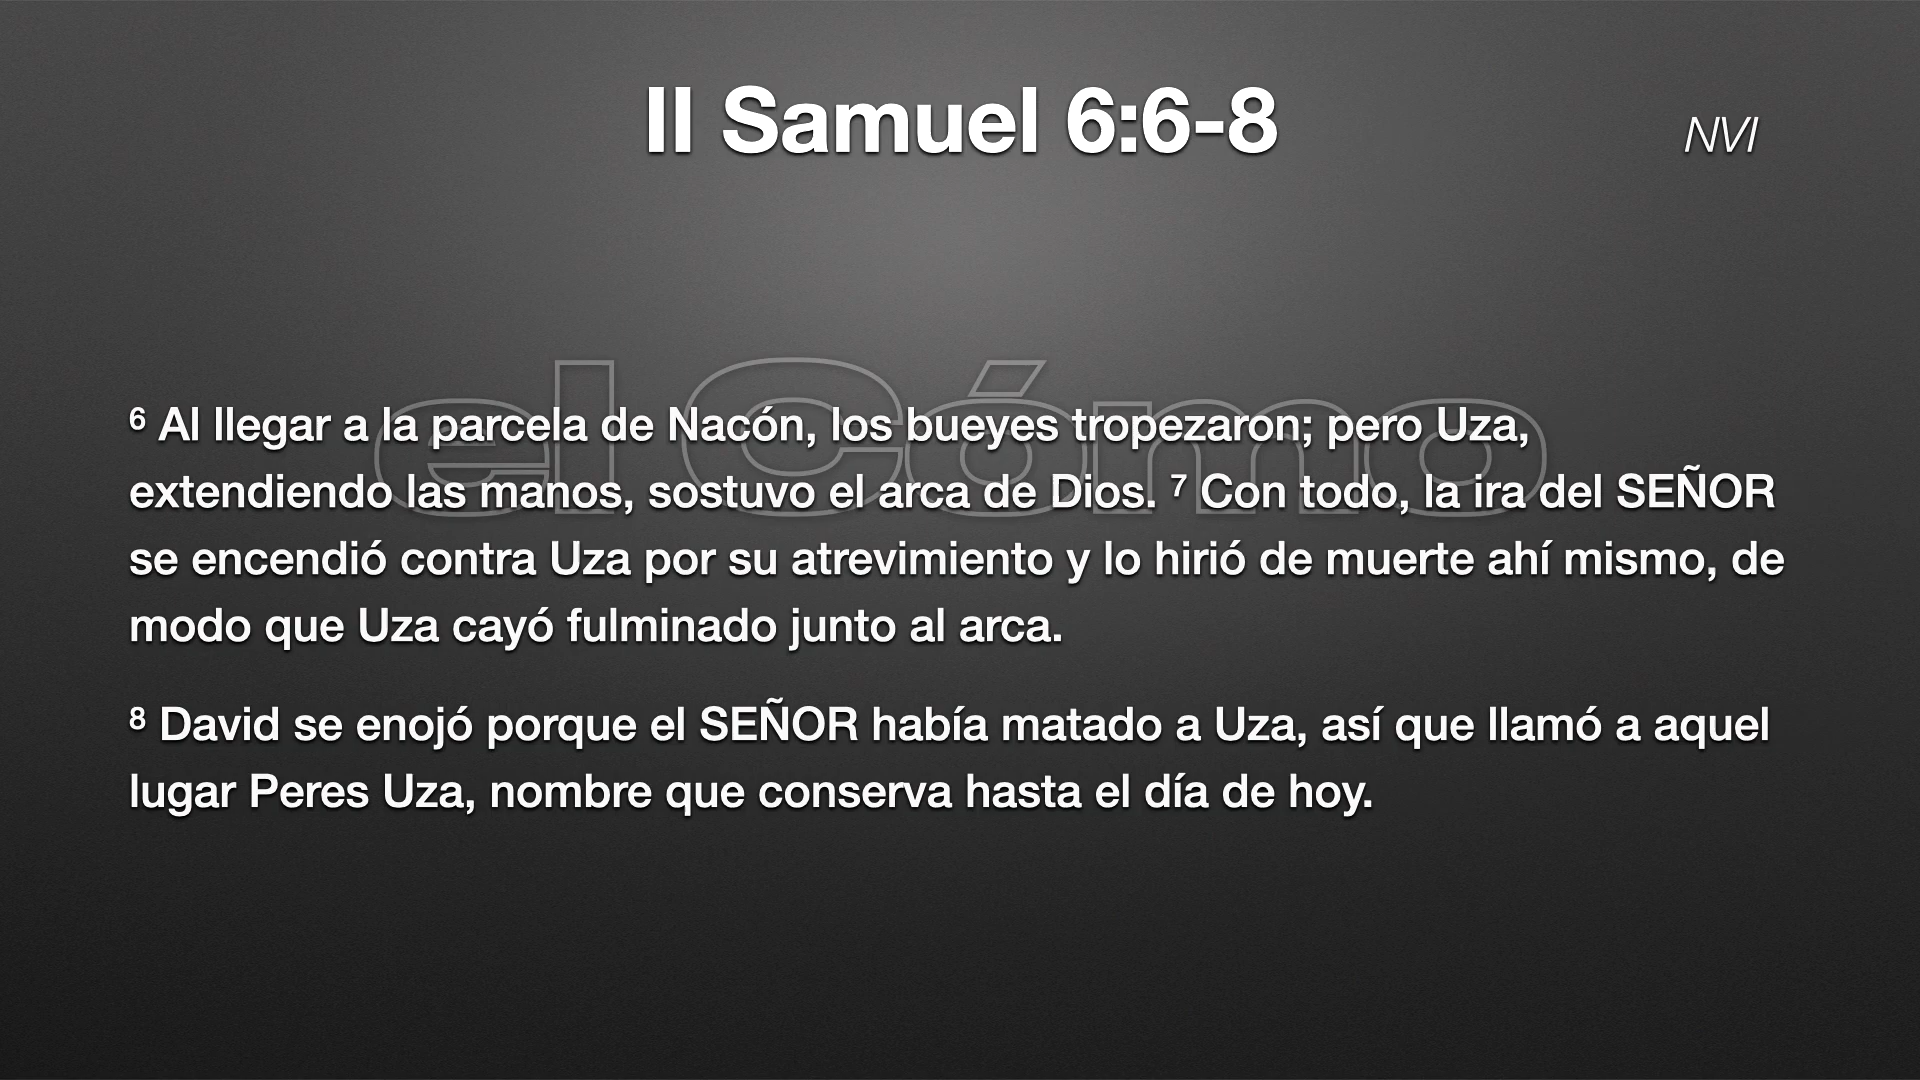 II Samuel 6:6-8
NVI
el Cómo
⁶ Al llegar a la parcela de Nacón, los bueyes tropezaron; pero Uza,
extendiendo las manos, sostuvo el arca de Dios. ⁷ Con todo, la ira del SEÑOR
se encendió contra Uza por su atrevimiento y lo hirió de muerte ahí mismo, de
modo que Uza cayó fulminado junto al arca.
⁸ David se enojó porque el SEÑOR había matado a Uza, así que llamó a aquel
lugar Peres Uza, nombre que conserva hasta el día de hoy.